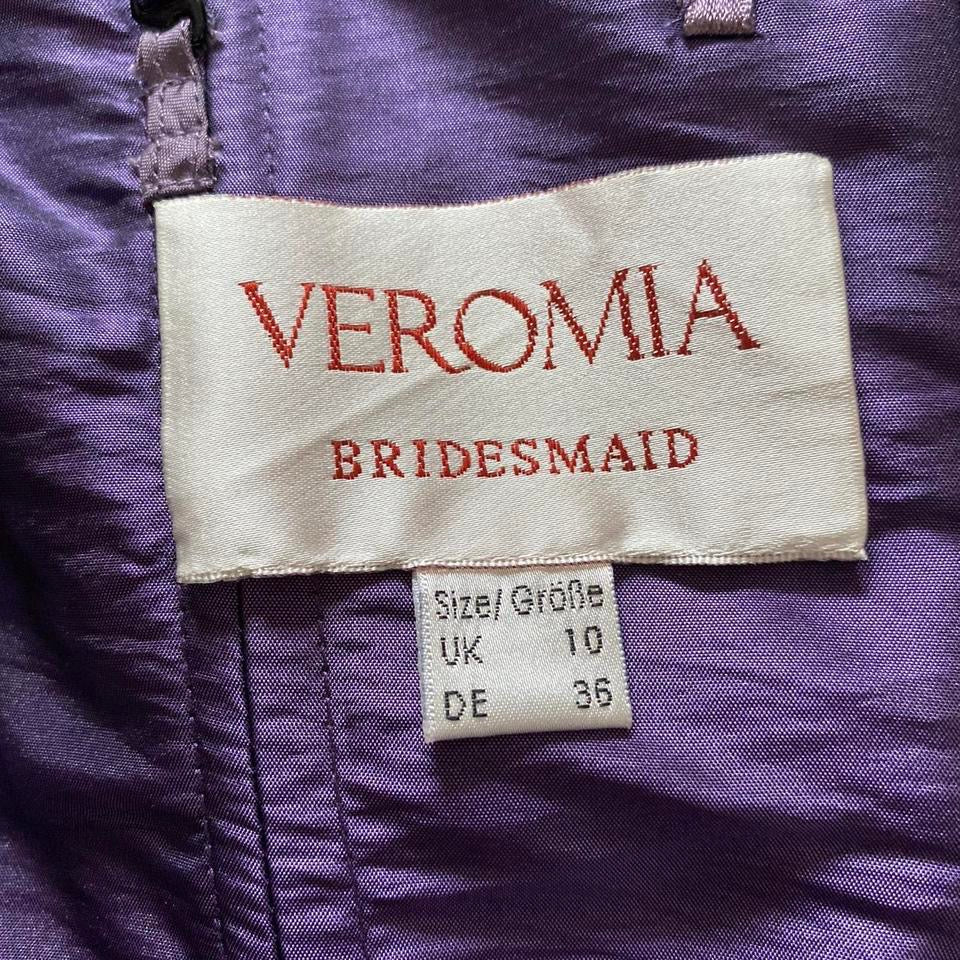 VEROMIA
BRIDESMAID
Size/ Größe
UK 10
DE 36